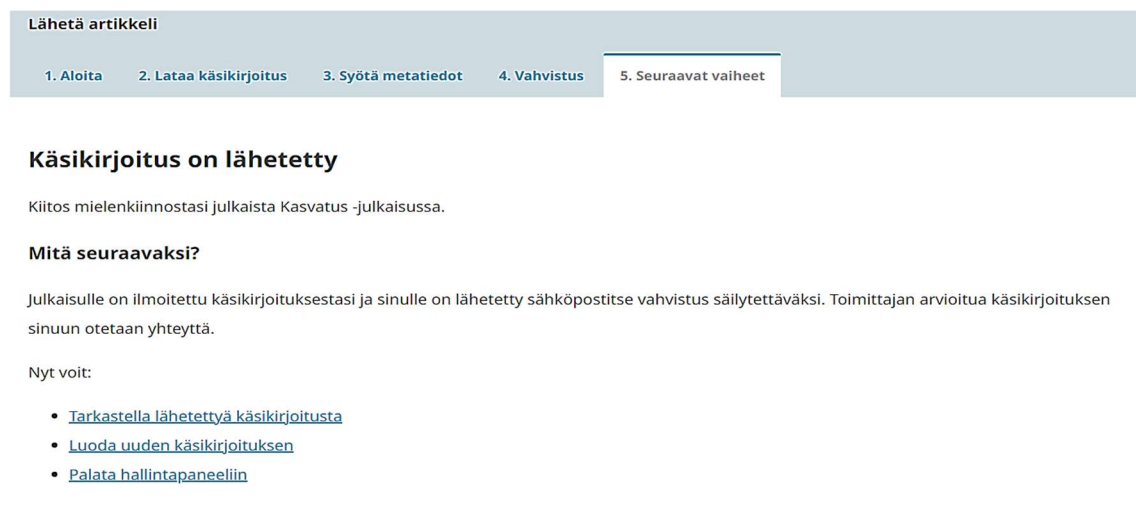 Lähetä artikkeli
1. Aloita 2. Lataa käsikirjoitus 3. Syötä metatiedot 4. Vahvistus 5. Seuraavat vaiheet
Käsikirjoitus on lähetetty
Kiitos mielenkiinnostasi julkaista Kasvatus -julkaisussa.
Mitä seuraavaksi?
Julkaisulle on ilmoitettu käsikirjoituksestasi ja sinulle on lähetetty sähköpostitse vahvistus säilytettäväksi. Toimittajan arvioitua käsikirjoituksen
sinuun otetaan yhteyttä.
Nyt voit:
• Tarkastella lähetettyä käsikirjoitusta
• Luoda uuden käsikirjoituksen
• Palata hallintapaneeliin